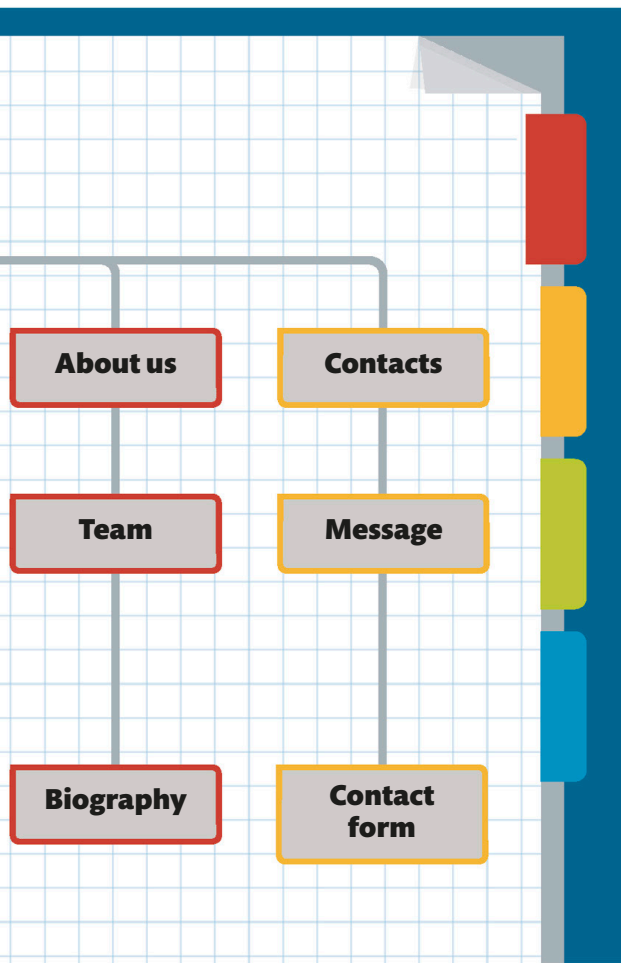 About us
Contacts
Team
Message
Biography
Contact
form